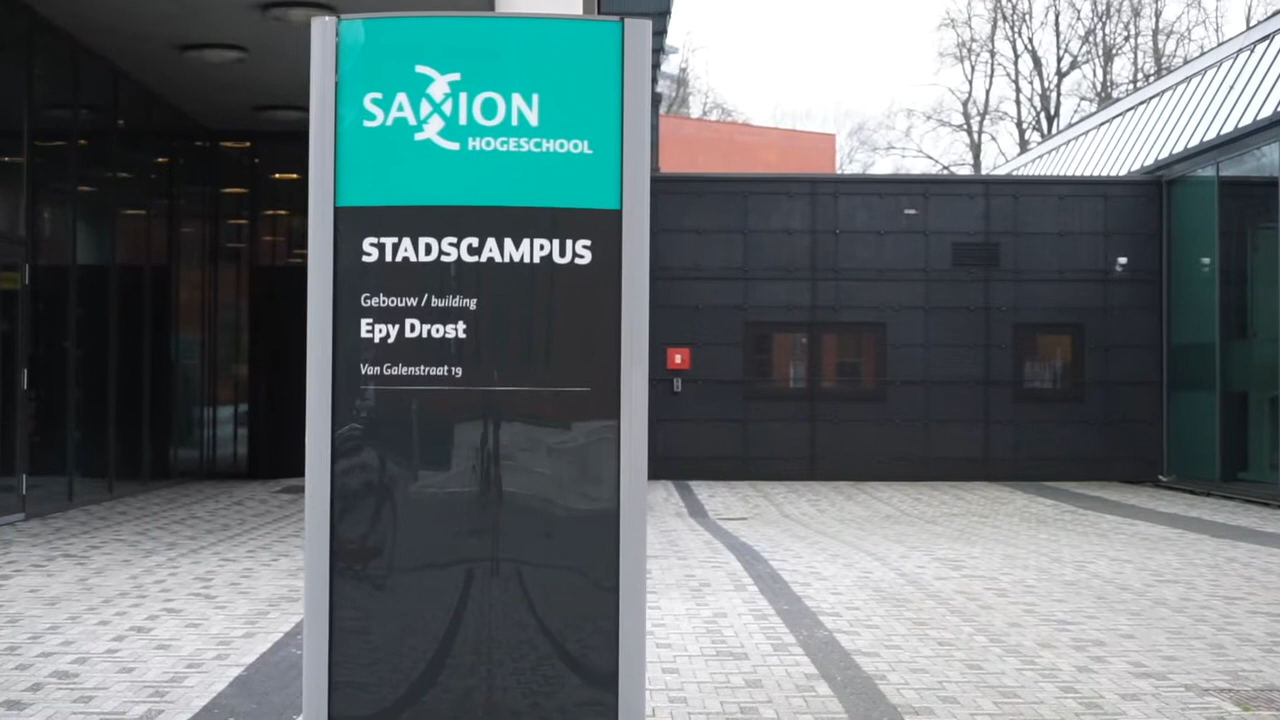 SAXION
HOGESCHOOL
STADSCAMPUS
Gebouw / building
Epy Drost
Van Galenstraat 19